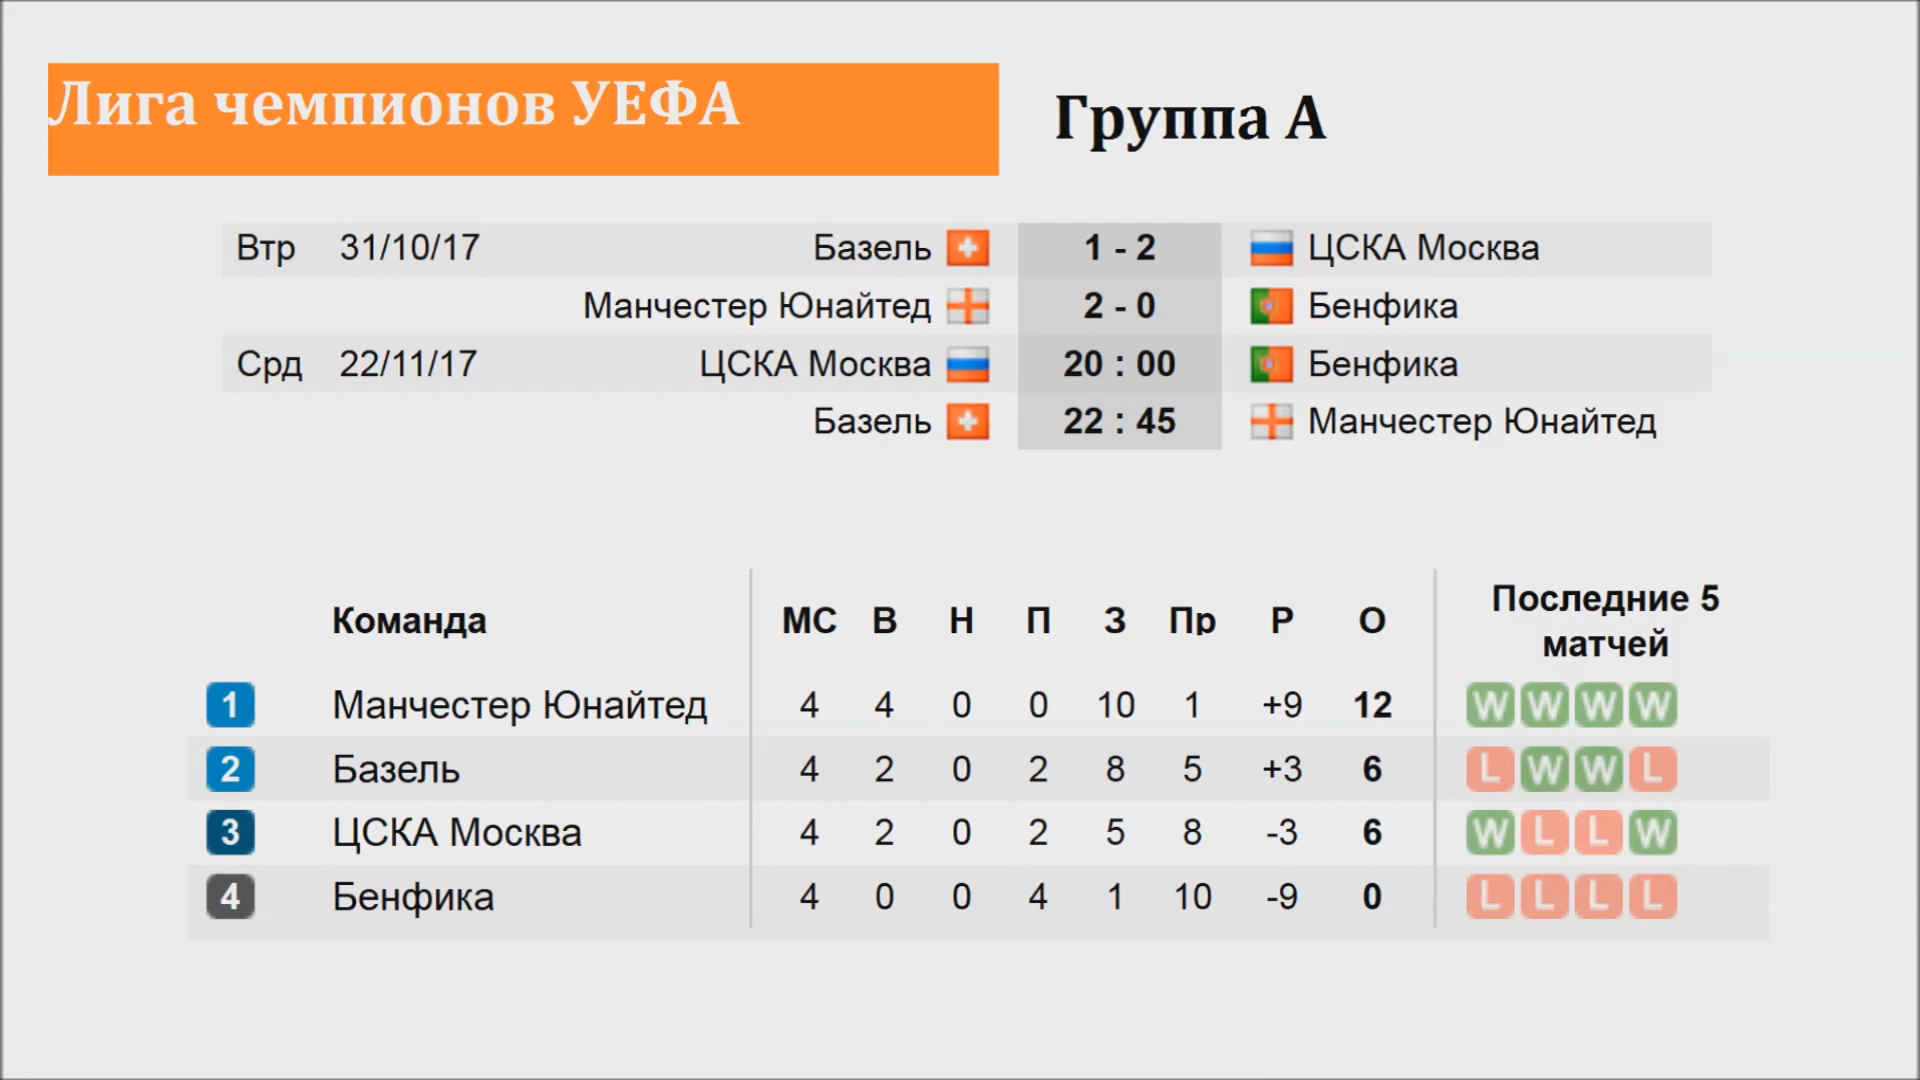 Лига чемпионов УЕФА
Группа А
Втр 31/10/17 Базель 1 - 2 ЦСКА Москва
Манчестер Юнайтед 2 - 0 Бенфика
Срд 22/11/17 ЦСКА Москва 20 : 00 Бенфика
Базель 22 : 45 Манчестер Юнайтед
Команда МС В Н П З Пр Р О Последние 5
матчей
1 Манчестер Юнайтед 4 4 0 0 10 1 +9 12 W W W W
2 Базель 4 2 0 2 8 5 +3 6 L W W L
3 ЦСКА Москва 4 2 0 2 5 8 -3 6 W L L W
4 Бенфика 4 0 0 4 1 10 -9 0 L L L L